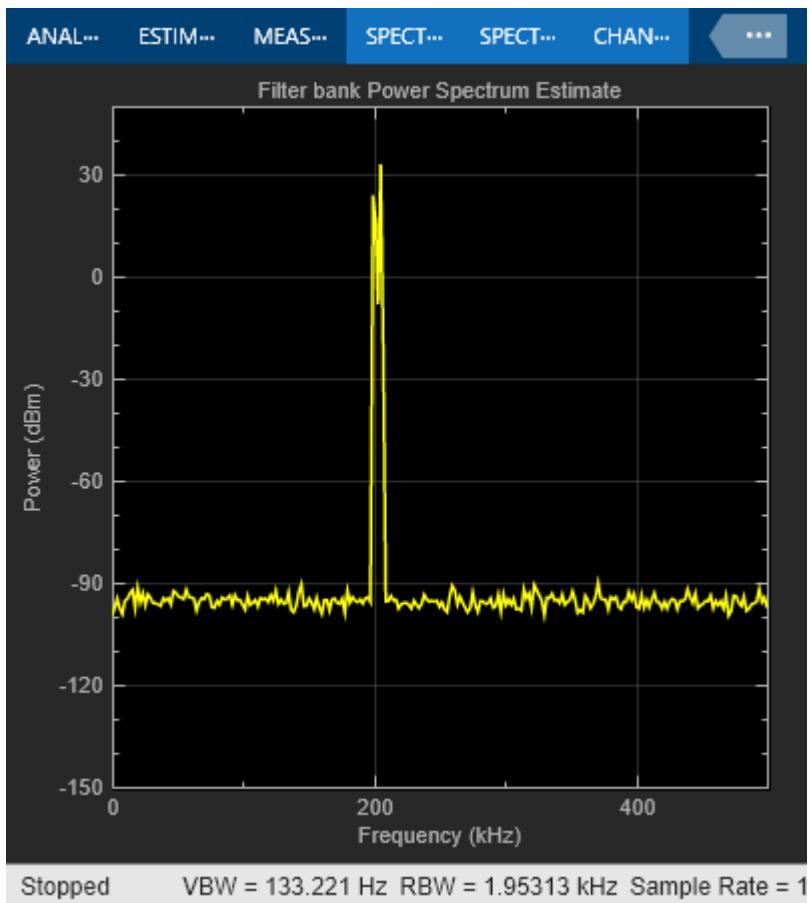 ANAL... ESTIM... MEAS... SPECT... SPECT... CHAN... ...
Filter bank Power Spectrum Estimate
30
0
-30
-60
-90
-120
-150
Power (dBm)
0 200 400
Frequency (kHz)
Stopped VBW = 133.221 Hz RBW = 1.95313 kHz Sample Rate = 1